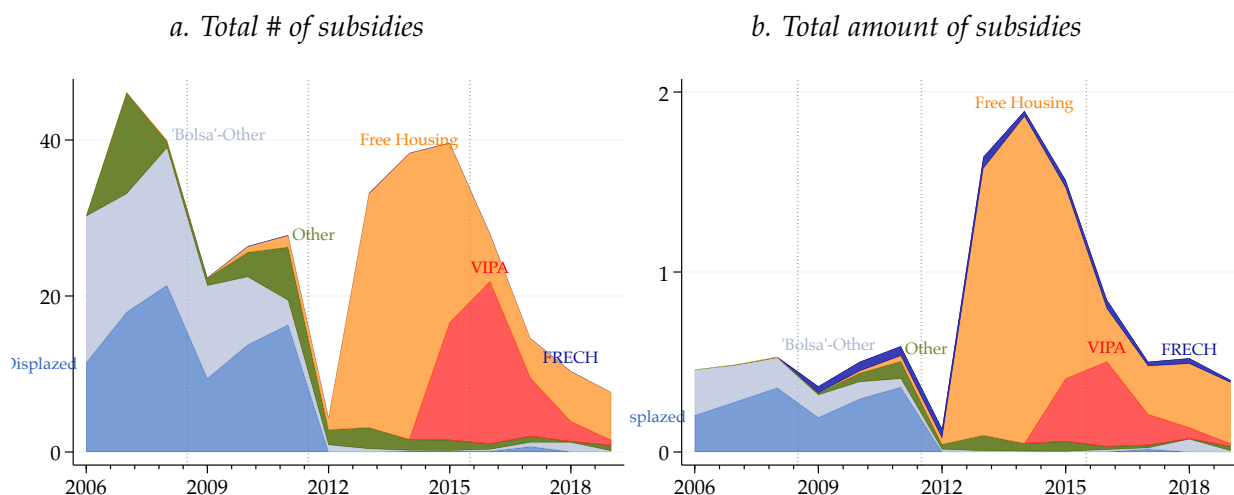 a. Total # of subsidies
40
20
0
'Bolsa'-Other
Free Housing
Other
VIPA
Displazed
FRECH
2006 2009 2012 2015 2018
b. Total amount of subsidies
2
1
0
Free Housing
'Bolsa'-Other
Other
VIPA
FRECH
splazed
2006 2009 2012 2015 2018